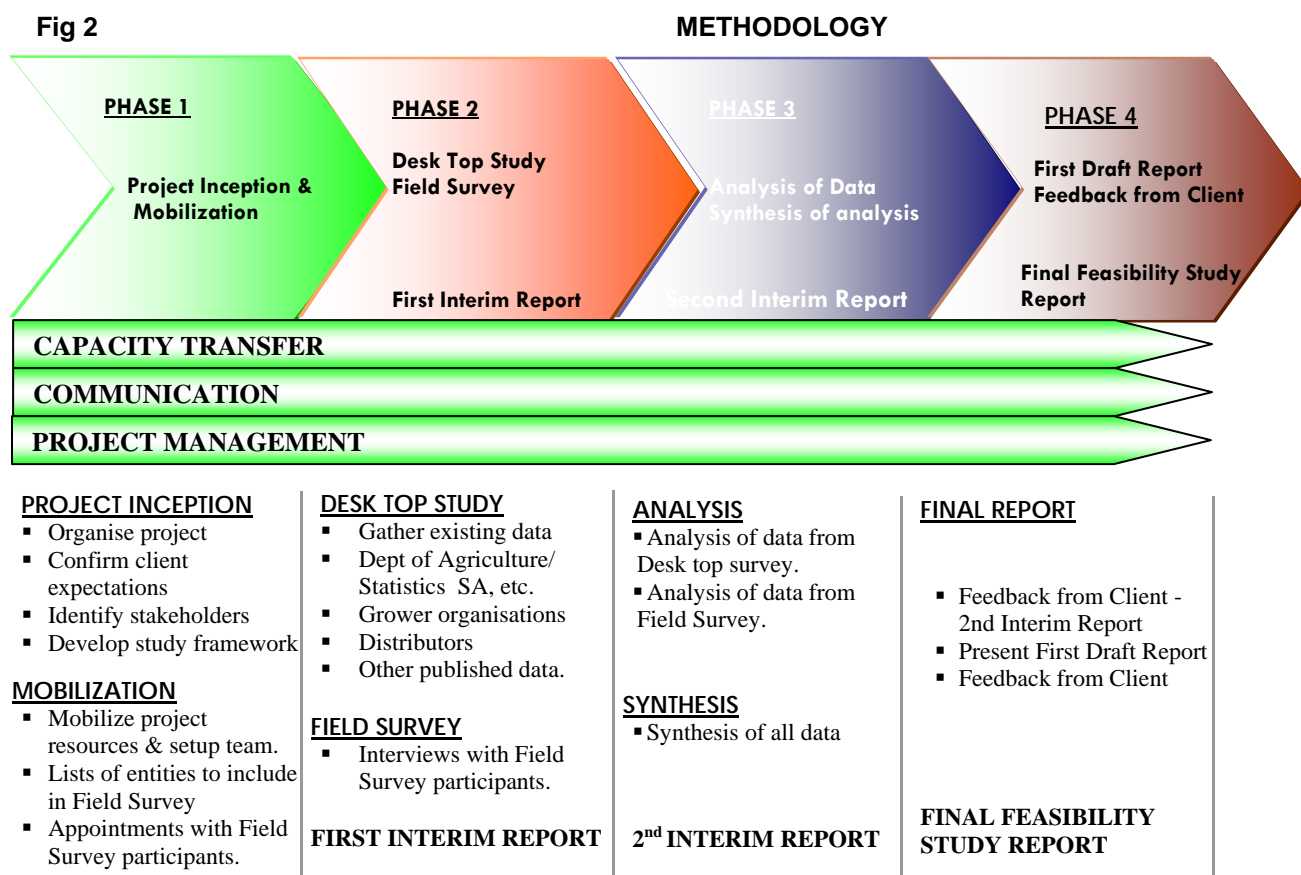 Fig 2
METHODOLOGY
PHASE 1
Project Inception &
Mobilization
PHASE 2
Desk Top Study
Field Survey
First Interim Report
PHASE 3
Analysis of Data
Synthesis of analysis
Second Interim Report
PHASE 4
First Draft Report
Feedback from Client
Final Feasibility Study
Report
CAPACITY TRANSFER
COMMUNICATION
PROJECT MANAGEMENT
PROJECT INCEPTION
▪ Organise project
▪ Confirm client
expectations
▪ Identify stakeholders
▪ Develop study framework
MOBILIZATION
▪ Mobilize project
resources & setup team.
▪ Lists of entities to include
in Field Survey
▪ Appointments with Field
Survey participants.
DESK TOP STUDY
▪ Gather existing data
▪ Dept of Agriculture/
Statistics SA, etc.
▪ Grower organisations
▪ Distributors
▪ Other published data.
FIELD SURVEY
▪ Interviews with Field
Survey participants.
FIRST INTERIM REPORT
ANALYSIS
▪ Analysis of data from
Desk top survey.
▪ Analysis of data from
Field Survey.
SYNTHESIS
▪ Synthesis of all data
2nd INTERIM REPORT
FINAL REPORT
▪ Feedback from Client -
2nd Interim Report
▪ Present First Draft Report
▪ Feedback from Client
FINAL FEASIBILITY
STUDY REPORT